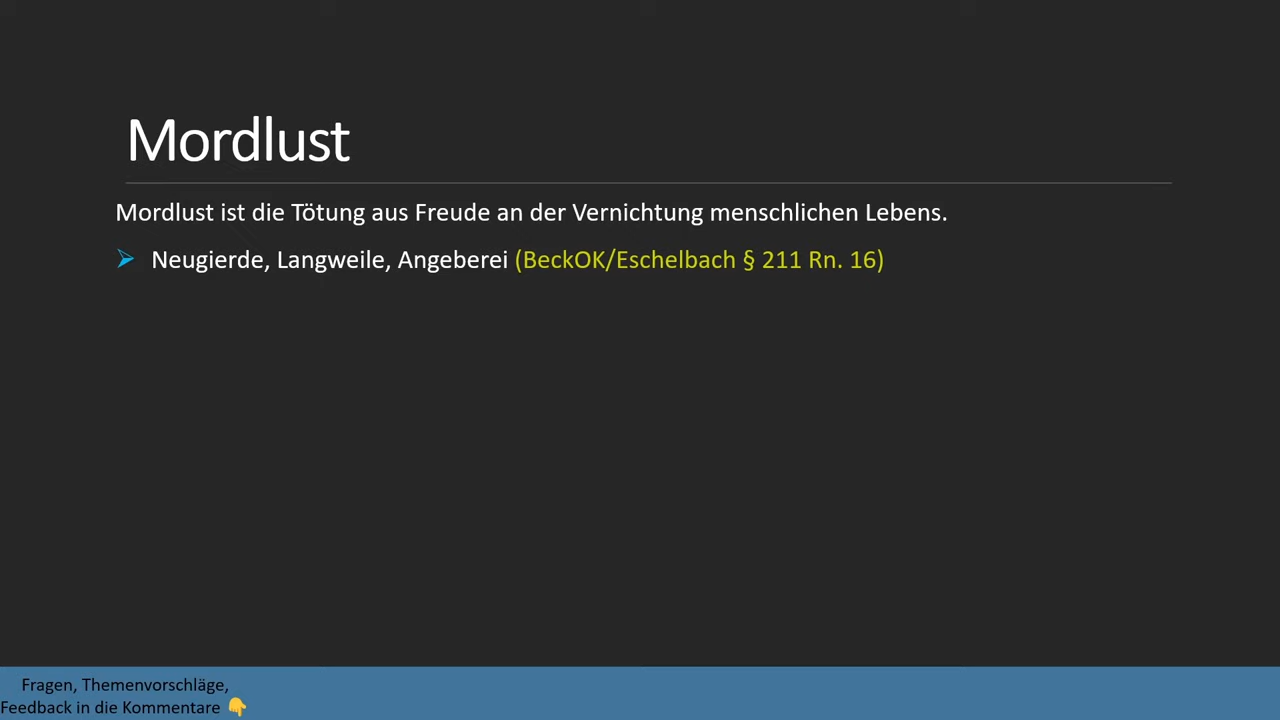 Mordlust
Mordlust ist die Tötung aus Freude an der Vernichtung menschlichen Lebens.
Neugierde, Langweile, Angeberei (BeckOK/Eschelbach § 211 Rn. 16)
Fragen, Themenvorschläge,
Feedback in die Kommentare 👇